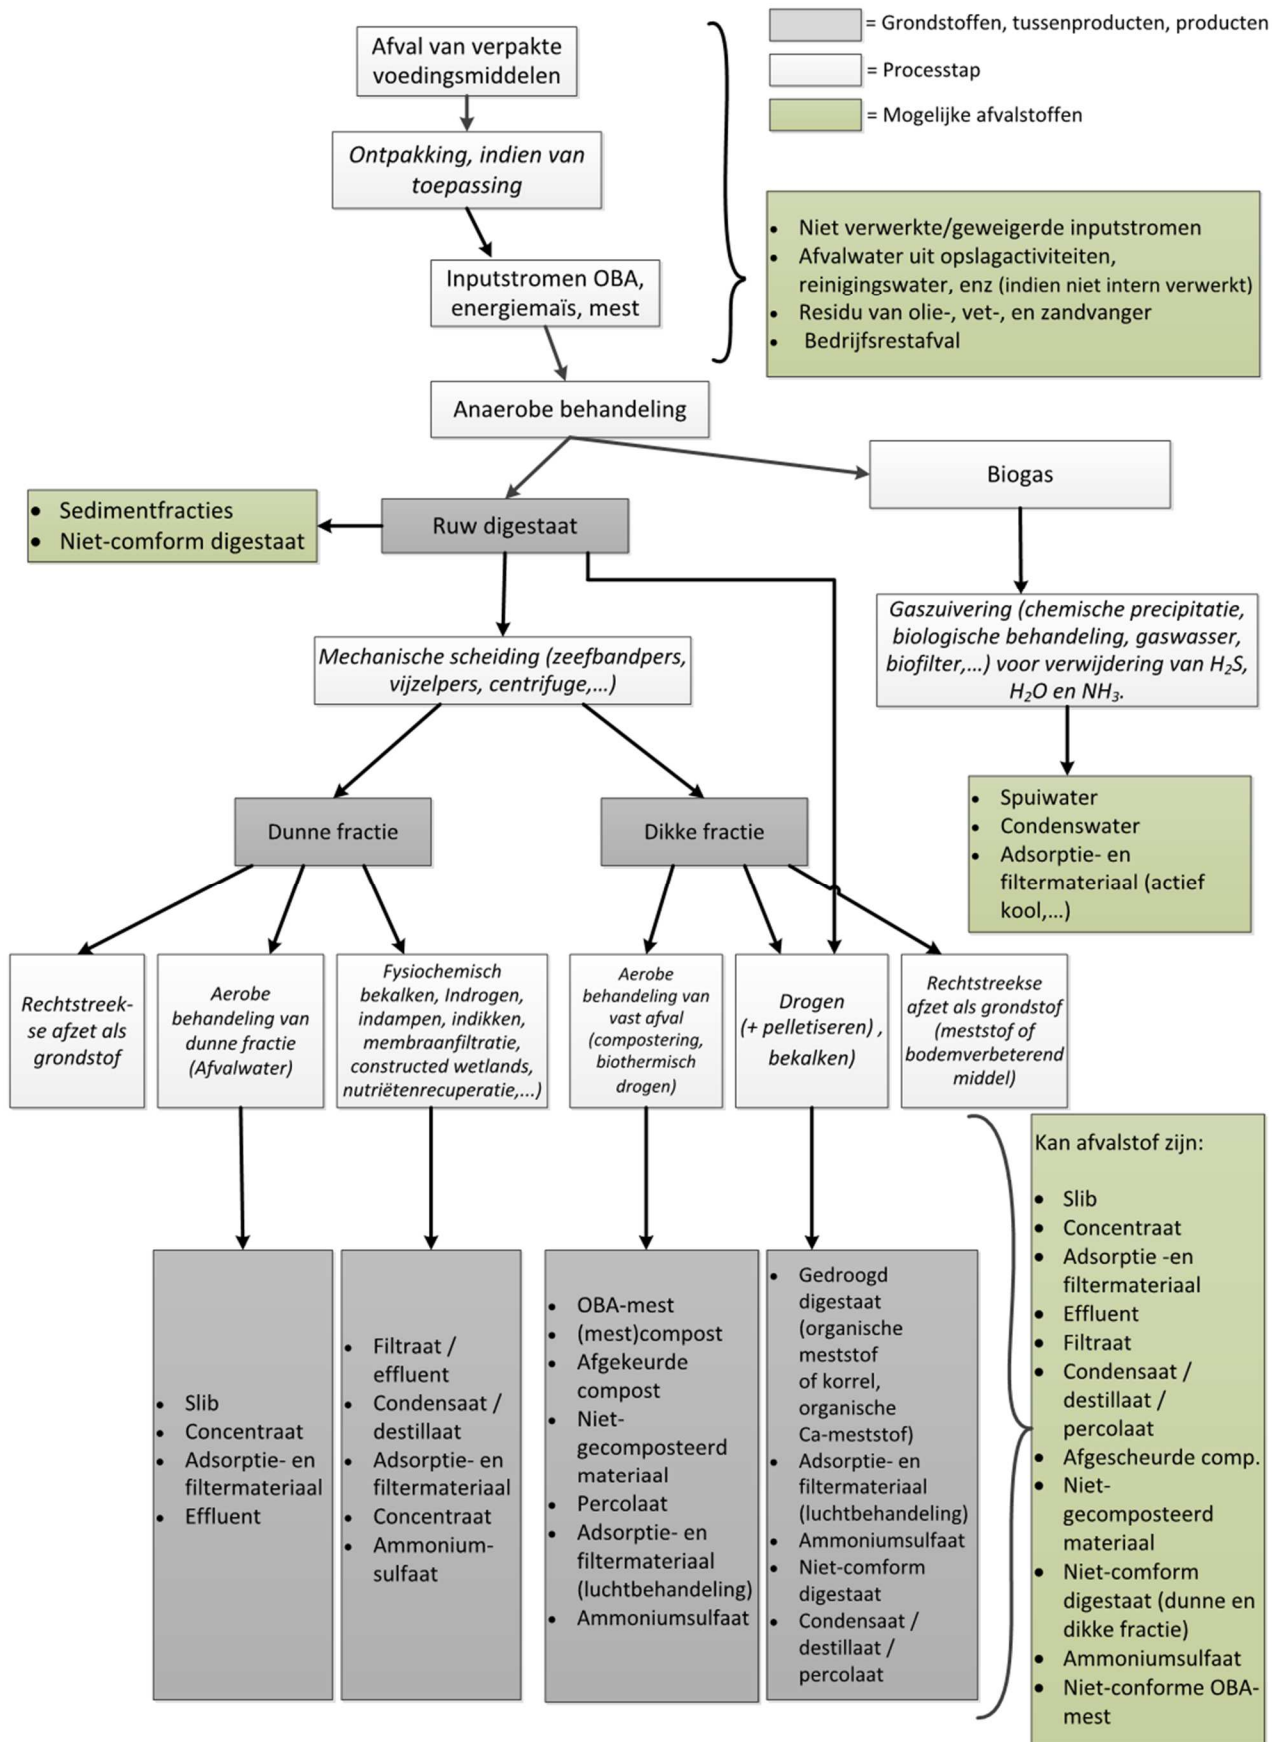 = Grondstoffen, tussenproducten, producten
= Processtap
= Mogelijke afvalstoffen
Afval van verpakte
voedingsmiddelen
Ontpakking, indien van
toepassing
Inputstromen OBA,
energiemaïs, mest
• Niet verwerkte/geweigerde inputstromen
• Afvalwater uit opslagactiviteiten,
reinigingswater, enz (indien niet intern verwerkt)
• Residu van olie-, vet-, en zandvanger
• Bedrijfsrestafval
Anaerobe behandeling
Biogas
• Sedimentfracties
• Niet-comform digestaat
Ruw digestaat
Gaszuivering (chemische precipitatie,
biologische behandeling, gaswasser,
biofilter,...) voor verwijdering van H₂S,
H₂O en NH₃.
Mechanische scheiding (zeefbandpers,
vijzelpers, centrifuge,...)
• Spuiwater
• Condenswater
• Adsorptie- en
filtermateriaal (actief
kool,...)
Dunne fractie
Dikke fractie
Rechtstreek-
se afzet als
grondstof
Aerobe
behandeling van
dunne fractie
(Afvalwater)
Fysiochemisch
bekalken, Indrogen,
indampen, indikken,
membraanfiltratie,
constructed wetlands,
nutriëtenrecuperatie,...)
Aerobe
behandeling van
vast afval
(compostering,
biothermisch
drogen)
Drogen
(+ pelletiseren) ,
bekalken)
Rechtstreekse
afzet als grondstof
(meststof of
bodemverbeterend
middel)
• Slib
• Concentraat
• Adsorptie- en
filtermateriaal
• Effluent
• Filtraat /
effluent
• Condensaat /
destillaat
• Adsorptie- en
filtermateriaal
• Concentraat
• Ammonium-
sulfaat
• OBA-mest
• (mest)compost
• Afgekeurde
compost
• Niet-
gecomposteerd
materiaal
• Percolaat
• Adsorptie- en
filtermateriaal
(luchtbehandeling)
• Ammoniumsulfaat
• Gedroogd
digestaat
(organische
meststof
of korrel,
organische
Ca-meststof)
• Adsorptie- en
filtermateriaal
(luchtbehandeling)
• Ammoniumsulfaat
• Niet-comform
digestaat
• Condensaat /
destillaat /
percolaat
Kan afvalstof zijn:
• Slib
• Concentraat
• Adsorptie -en
filtermateriaal
• Effluent
• Filtraat
• Condensaat /
destillaat /
percolaat
• Afgescheurde comp.
• Niet-
gecomposteerd
materiaal
• Niet-comform
digestaat (dunne en
dikke fractie)
• Ammoniumsulfaat
• Niet-conforme OBA-
mest